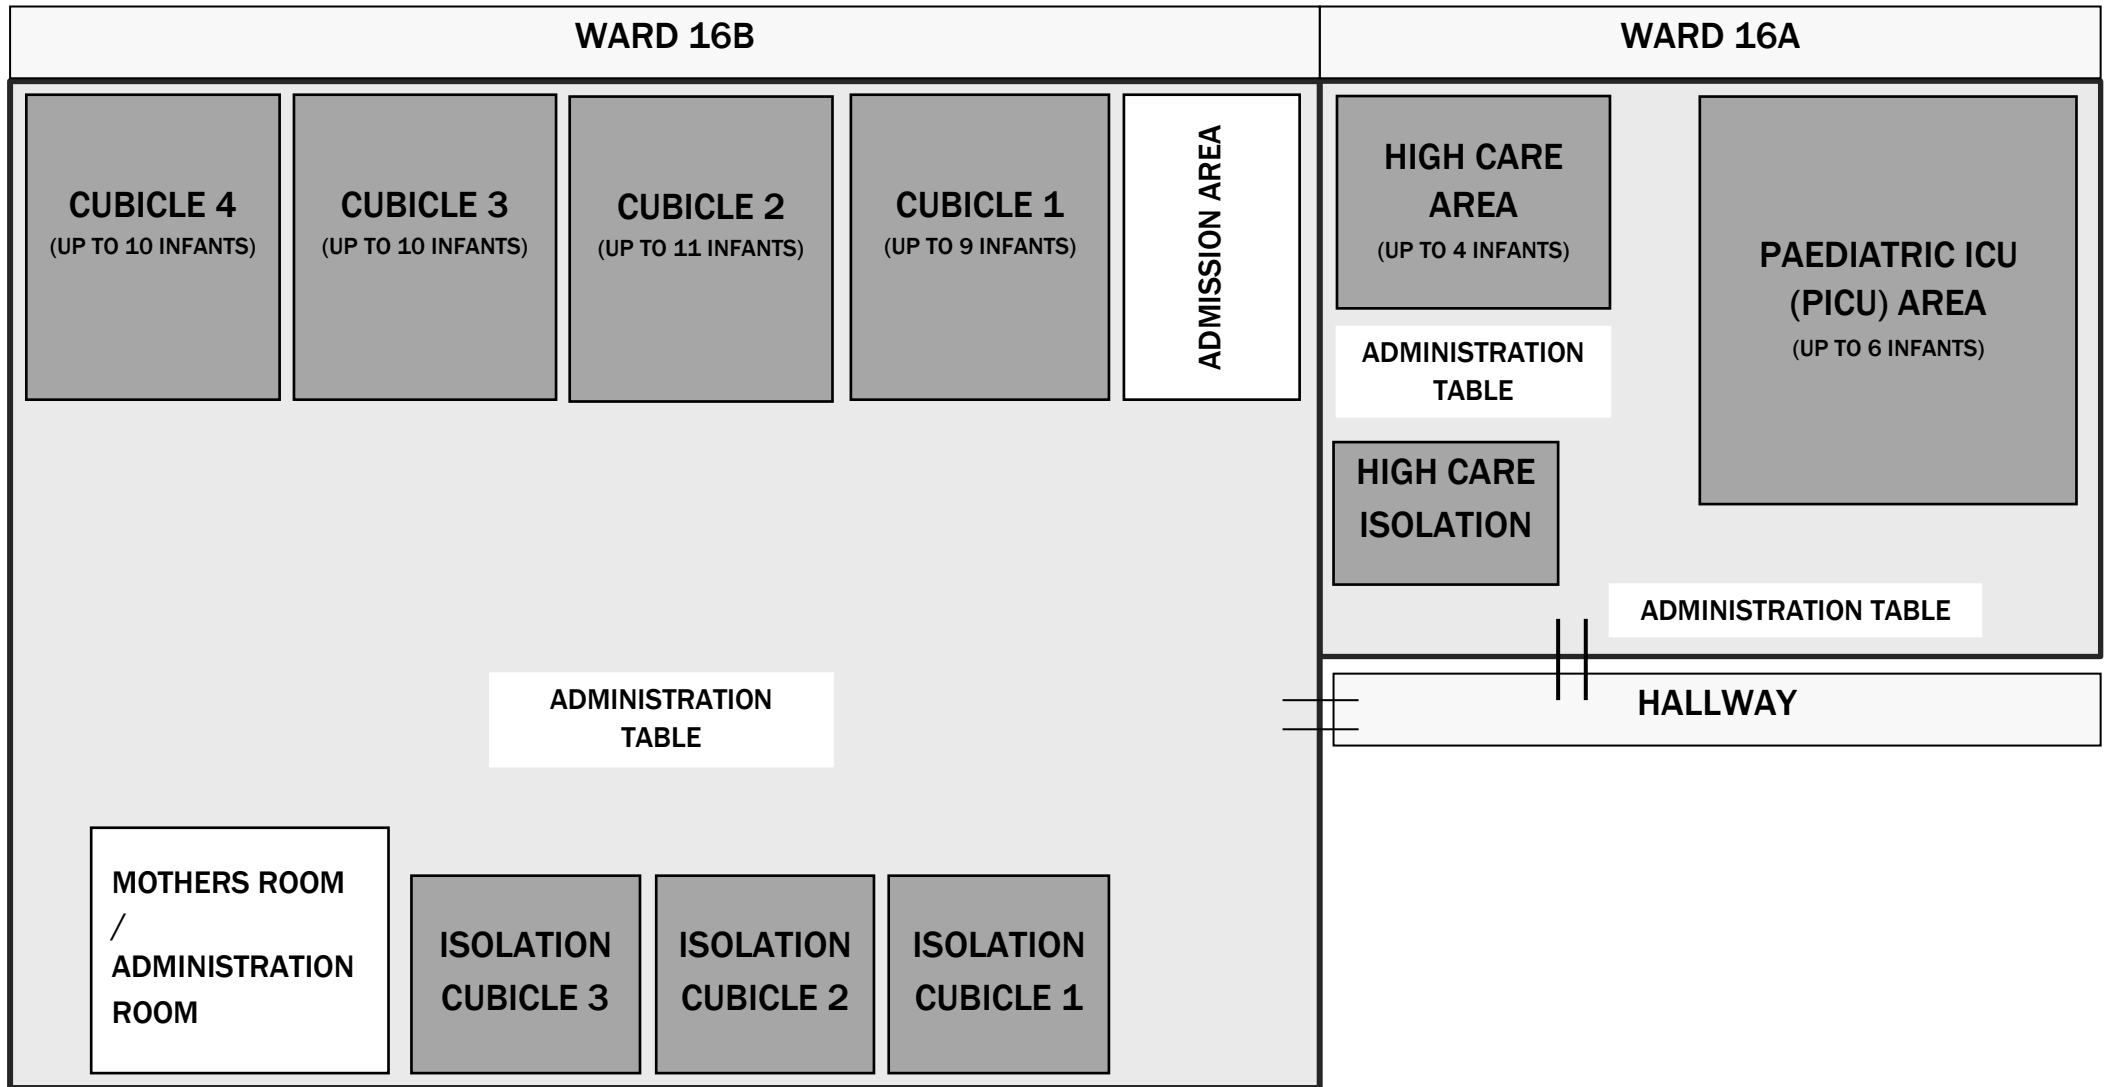 WARD 16B
WARD 16A
CUBICLE 4
(UP TO 10 INFANTS)
CUBICLE 3
(UP TO 10 INFANTS)
CUBICLE 2
(UP TO 11 INFANTS)
CUBICLE 1
(UP TO 9 INFANTS)
ADMISSION AREA
HIGH CARE
AREA
(UP TO 4 INFANTS)
PAEDIATRIC ICU
(PICU) AREA
(UP TO 6 INFANTS)
ADMINISTRATION
TABLE
HIGH CARE
ISOLATION
ADMINISTRATION TABLE
HALLWAY
ADMINISTRATION
TABLE
MOTHERS ROOM
/
ADMINISTRATION
ROOM
ISOLATION
CUBICLE 3
ISOLATION
CUBICLE 2
ISOLATION
CUBICLE 1